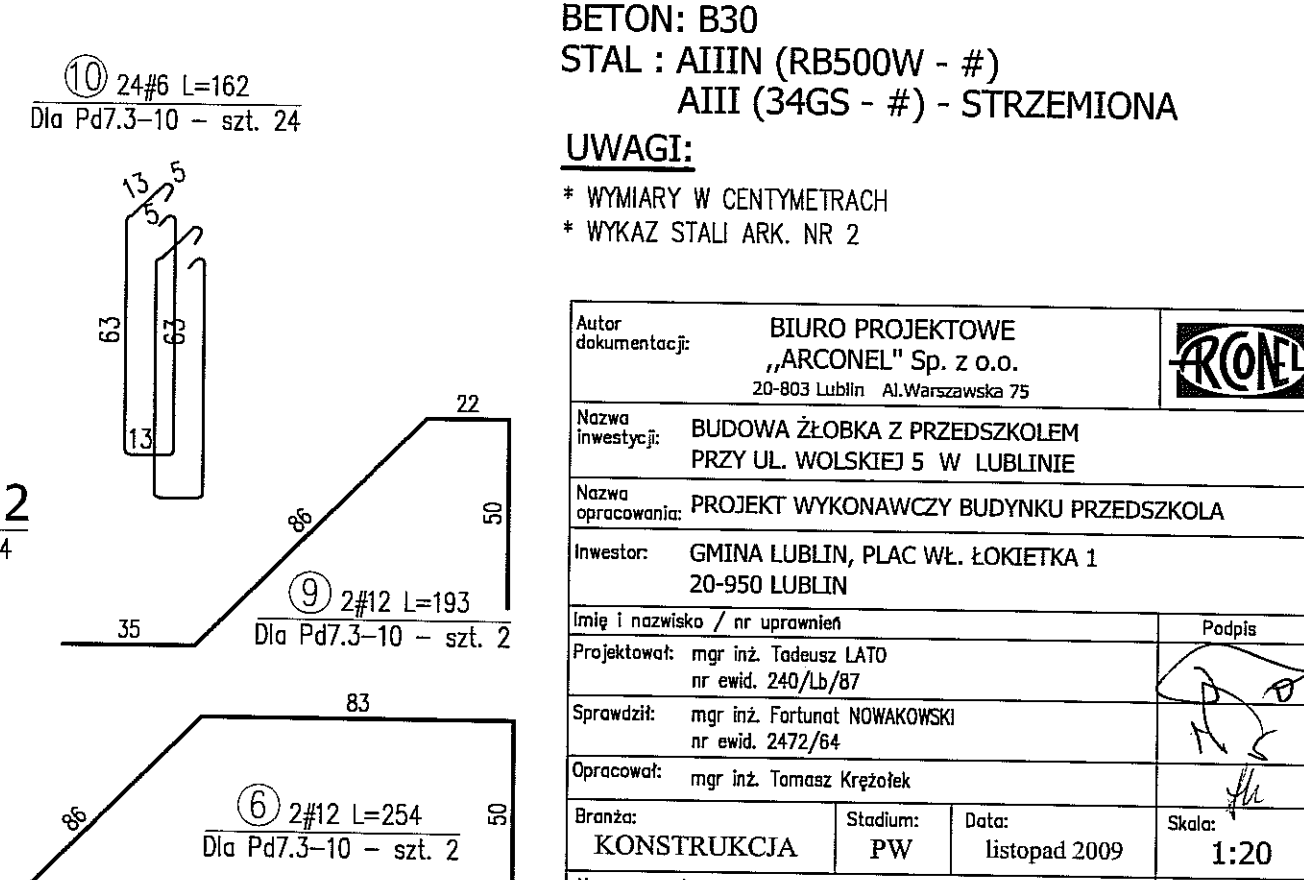 BETON: B30
STAL : AIIIN (RB500W - #)
AIII (34GS - #) - STRZEMIONA
UWAGI:
* WYMIARY W CENTYMETRACH
* WYKAZ STALI ARK. NR 2
10 24#6 L=162
Dla Pd7.3-10 - szt. 24
13 5
5
63 63
13
2
4
22
86
50
35
9 2#12 L=193
Dla Pd7.3-10 - szt. 2
83
86
50
6 2#12 L=254
Dla Pd7.3-10 - szt. 2
Autor dokumentacji:
BIURO PROJEKTOWE
,,ARCONEL" Sp. z o.o.
20-803 Lublin Al.Warszawska 75
ARCONEL
Nazwa inwestycji:
BUDOWA ŻŁOBKA Z PRZEDSZKOLEM
PRZY UL. WOLSKIEJ 5 W LUBLINIE
Nazwa opracowania: PROJEKT WYKONAWCZY BUDYNKU PRZEDSZKOLA
Inwestor: GMINA LUBLIN, PLAC WŁ. ŁOKIETKA 1
20-950 LUBLIN
Imię i nazwisko / nr uprawnień Podpis
Projektował: mgr inż. Tadeusz LATO
nr ewid. 240/Lb/87
Sprawdził: mgr inż. Fortunat NOWAKOWSKI
nr ewid. 2472/64
Opracował: mgr inż. Tomasz Krężołek
Branża: Stadium: Data: Skala:
KONSTRUKCJA PW listopad 2009 1:20